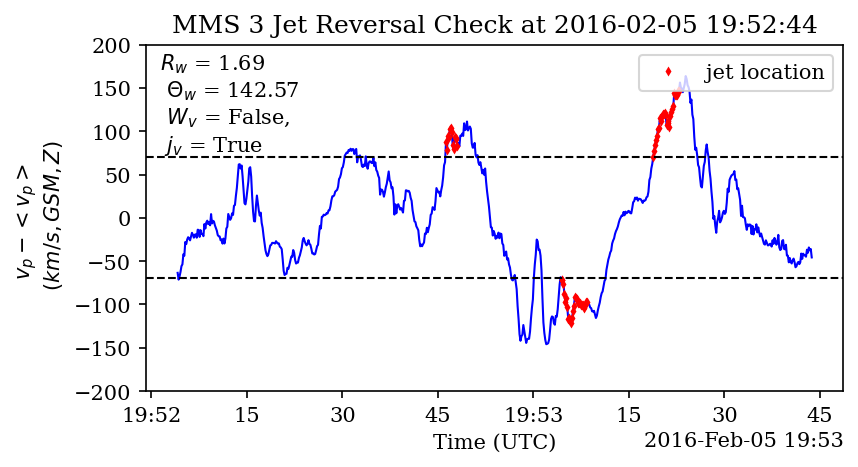 MMS 3 Jet Reversal Check at 2016-02-05 19:52:44
R_w = 1.69
Θ_w = 142.57
W_v = False,
j_v = True
jet location
v_p − < v_p >
(km/s, GSM, Z)
200
150
100
50
0
−50
−100
−150
−200
19:52 15 30 45 19:53 15 30 45
Time (UTC)
2016-Feb-05 19:53